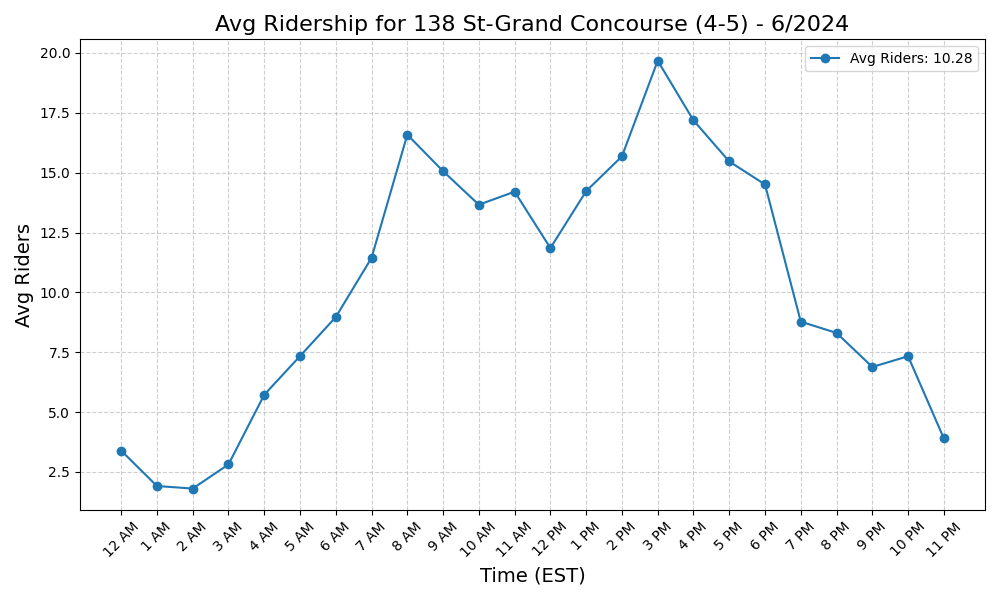 Avg Ridership for 138 St-Grand Concourse (4-5) - 6/2024
Avg Riders: 10.28
Avg Riders
20.0
17.5
15.0
12.5
10.0
7.5
5.0
2.5
12 AM
1 AM
2 AM
3 AM
4 AM
5 AM
6 AM
7 AM
8 AM
9 AM
10 AM
11 AM
12 PM
1 PM
2 PM
3 PM
4 PM
5 PM
6 PM
7 PM
8 PM
9 PM
10 PM
11 PM
Time (EST)